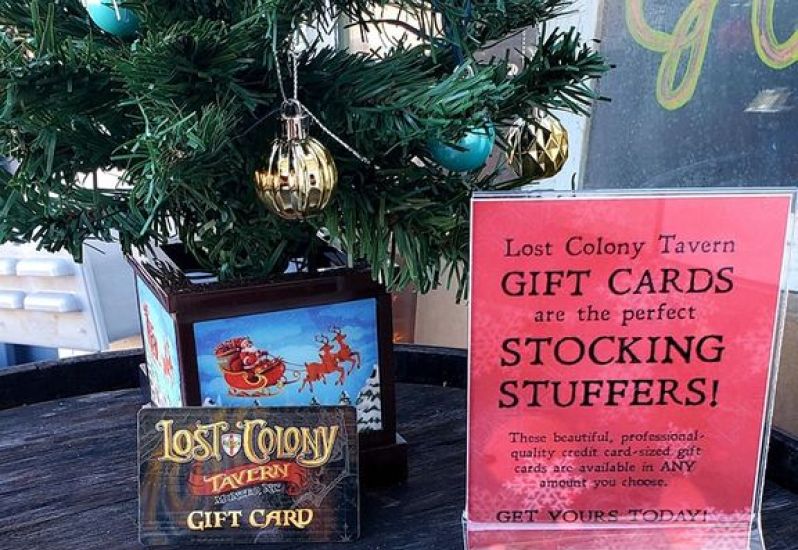 Lost Colony Tavern
GIFT CARDS
are the perfect
STOCKING
STUFFERS!
These beautiful, professional-
quality credit card-sized gift
cards are available in ANY
amount you choose.
GET YOURS TODAY!
LOST COLONY
TAVERN
GIFT CARD